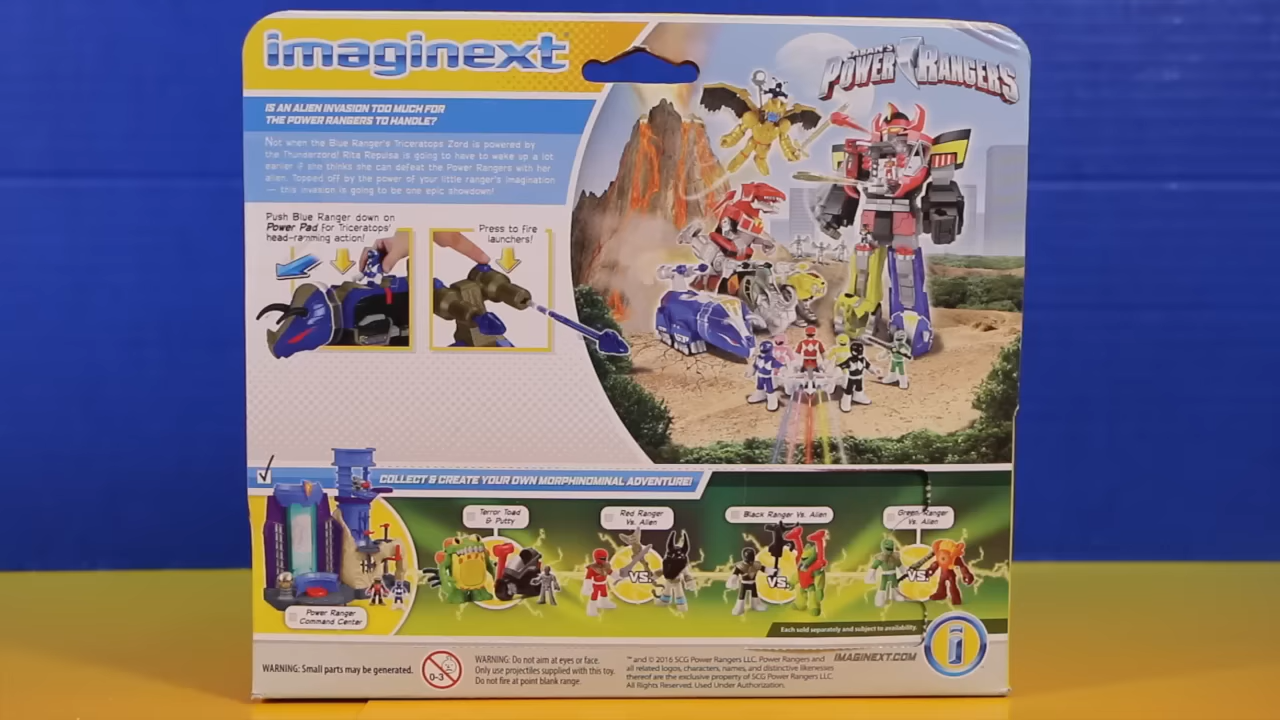 imaginext
SABAN'S
POWER RANGERS
IS AN ALIEN INVASION TOO MUCH FOR
THE POWER RANGERS TO HANDLE?
Not when the Blue Ranger's Triceratops Zord is powered by
the Thunderzord! Rita Repulsa is going to have to wake up a lot
earlier if she thinks she can defeat the Power Rangers with her
alien. Topped off by the power of your little ranger's imagination
— this invasion is going to be one epic showdown!
Push Blue Ranger down on
Power Pad for Triceratops'
head-ramming action!
Press to fire
launchers!
COLLECT & CREATE YOUR OWN MORPHINOMINAL ADVENTURE!
Terror Toad
& Putty
Red Ranger
Vs. Alien
Black Ranger Vs. Alien
Green Ranger
Vs. Alien
VS.
VS.
VS.
Power Ranger
Command Center
Each sold separately and subject to availability.
WARNING: Small parts may be generated.
0-3
WARNING: Do not aim at eyes or face.
Only use projectiles supplied with this toy.
Do not fire at point blank range.
™ and © 2016 SCG Power Rangers LLC. Power Rangers and
all related logos, characters, names, and distinctive likenesses
thereof are the exclusive property of SCG Power Rangers LLC.
All Rights Reserved. Used Under Authorization.
IMAGINEXT.COM
i